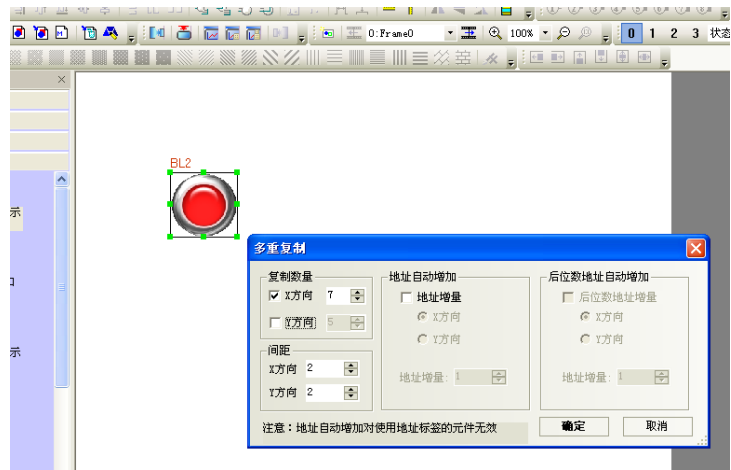 0:Frame0 100% 0 1 2 3 状态
BL2
示
示
多重复制
复制数量
X方向 7
Y方向 5
间距
X方向 2
Y方向 2
地址自动增加
地址增量
X方向
Y方向
地址增量: 1
后位数地址自动增加
后位数地址增量
X方向
Y方向
地址增量: 1
注意：地址自动增加对使用地址标签的元件无效
确定 取消